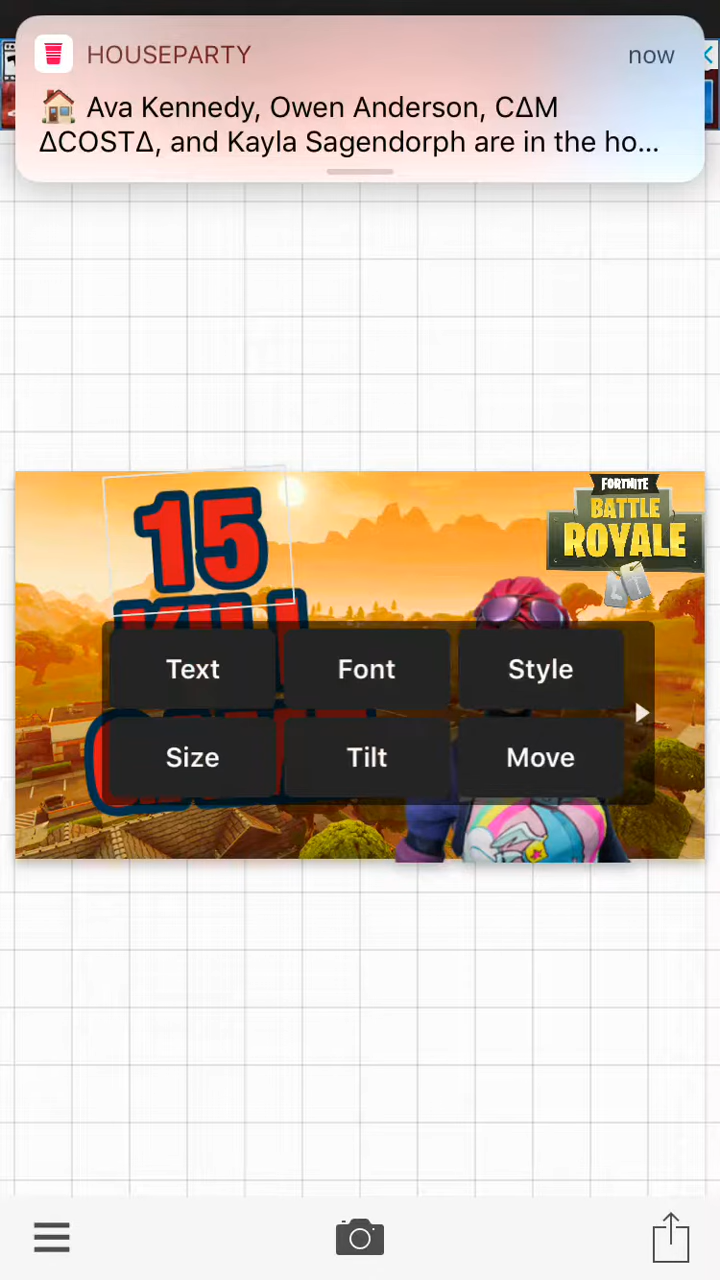 HOUSEPARTY
now
🏠 Ava Kennedy, Owen Anderson, CΔM
ΔCOSTΔ, and Kayla Sagendorph are in the ho...
15
KILL
FORTNITE
BATTLE
ROYALE
Text
Font
Style
Size
Tilt
Move